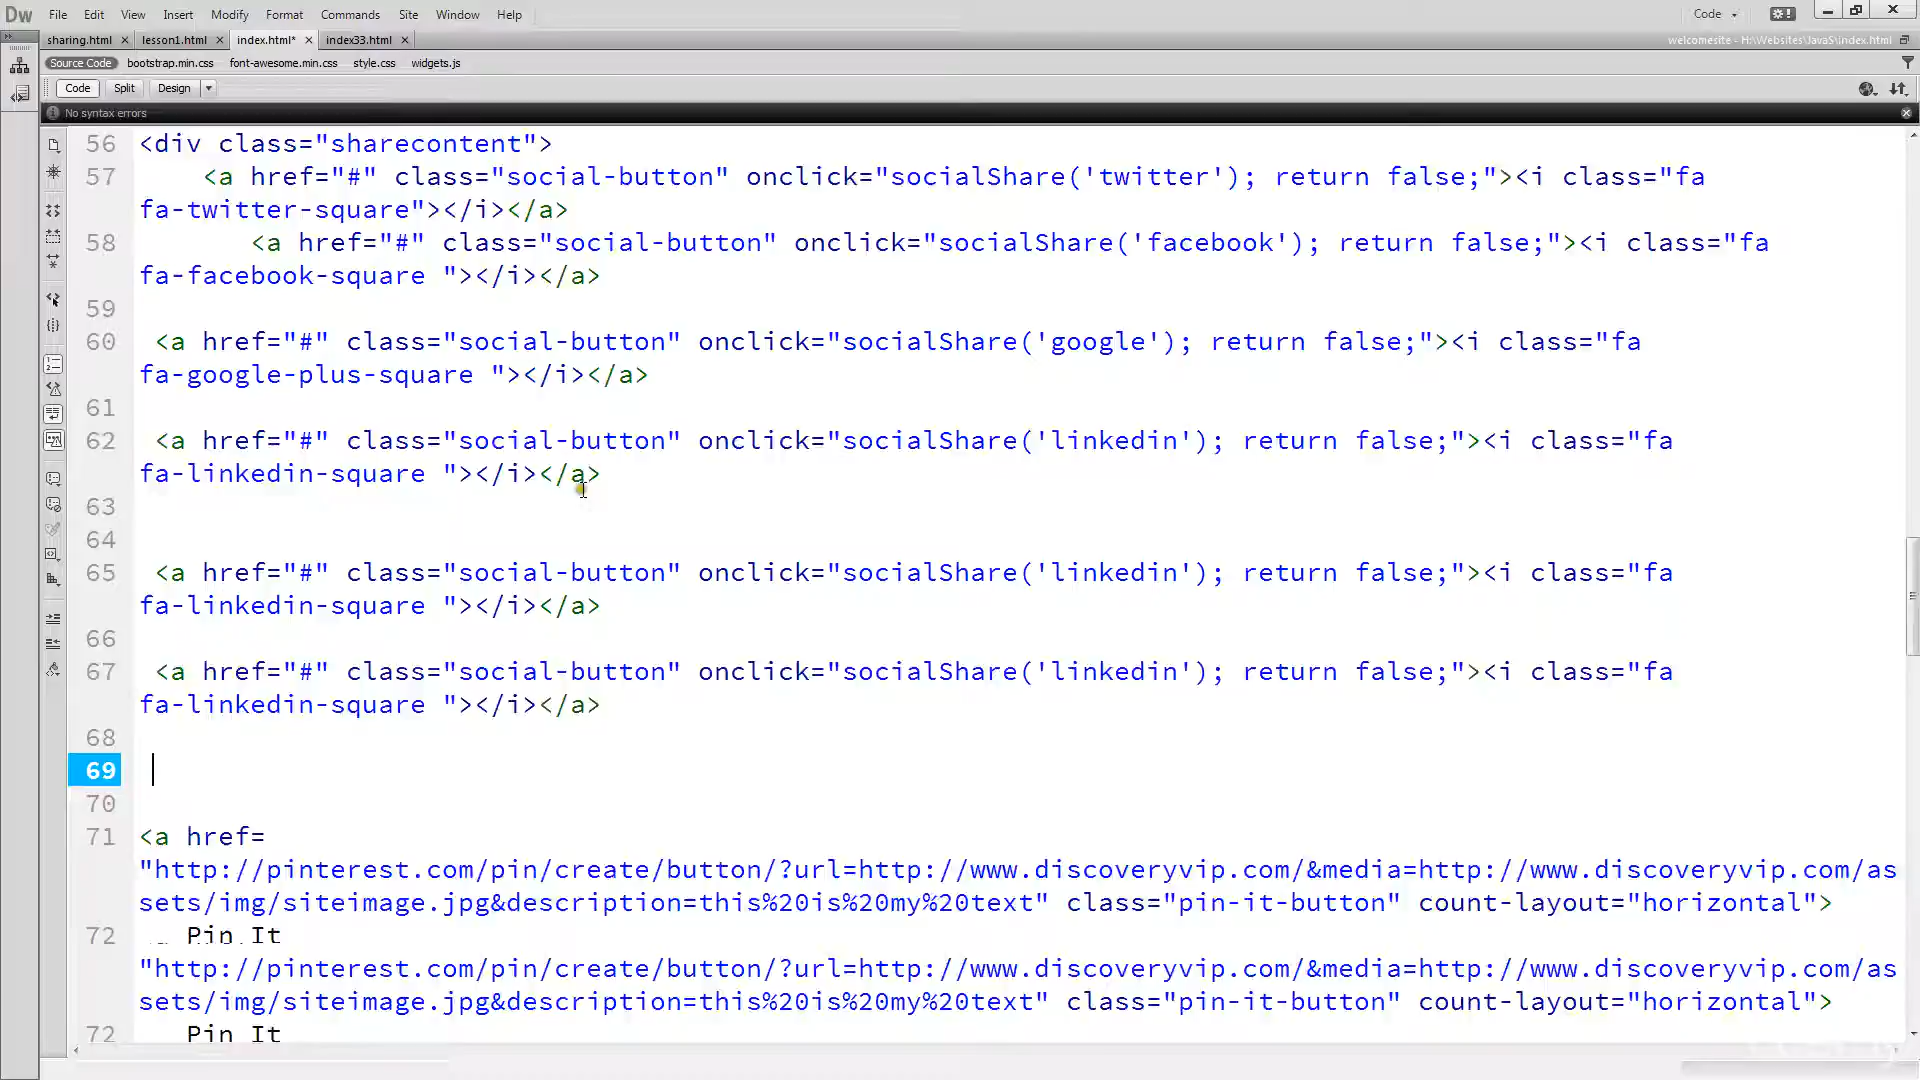 Dw File Edit View Insert Modify Format Commands Site Window Help Code
sharing.html × lesson1.html × index.html* × index33.html × welcomesite - H:\Websites\JavaS\index.html
Source Code bootstrap.min.css font-awesome.min.css style.css widgets.js
Code Split Design
No syntax errors
56 <div class="sharecontent">
57 <a href="#" class="social-button" onclick="socialShare('twitter'); return false;"><i class="fa
fa-twitter-square"></i></a>
58 <a href="#" class="social-button" onclick="socialShare('facebook'); return false;"><i class="fa
fa-facebook-square "></i></a>
59
60 <a href="#" class="social-button" onclick="socialShare('google'); return false;"><i class="fa
fa-google-plus-square "></i></a>
61
62 <a href="#" class="social-button" onclick="socialShare('linkedin'); return false;"><i class="fa
fa-linkedin-square "></i></a>
63
64
65 <a href="#" class="social-button" onclick="socialShare('linkedin'); return false;"><i class="fa
fa-linkedin-square "></i></a>
66
67 <a href="#" class="social-button" onclick="socialShare('linkedin'); return false;"><i class="fa
fa-linkedin-square "></i></a>
68
69
70
71 <a href=
"http://pinterest.com/pin/create/button/?url=http://www.discoveryvip.com/&media=http://www.discoveryvip.com/as
sets/img/siteimage.jpg&description=this%20is%20my%20text" class="pin-it-button" count-layout="horizontal">
72 Pin It
"http://pinterest.com/pin/create/button/?url=http://www.discoveryvip.com/&media=http://www.discoveryvip.com/as
sets/img/siteimage.jpg&description=this%20is%20my%20text" class="pin-it-button" count-layout="horizontal">
72 Pin It